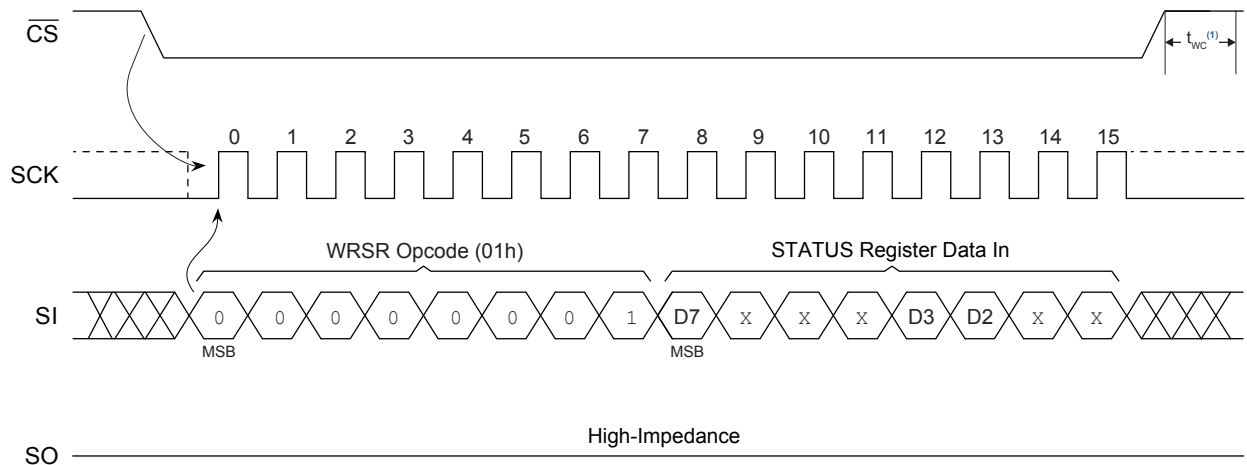 CS
t_WC(1)
0 1 2 3 4 5 6 7 8 9 10 11 12 13 14 15
SCK
WRSR Opcode (01h) STATUS Register Data In
SI 0 0 0 0 0 0 0 1 D7 X X X D3 D2 X X
MSB MSB
High-Impedance
SO